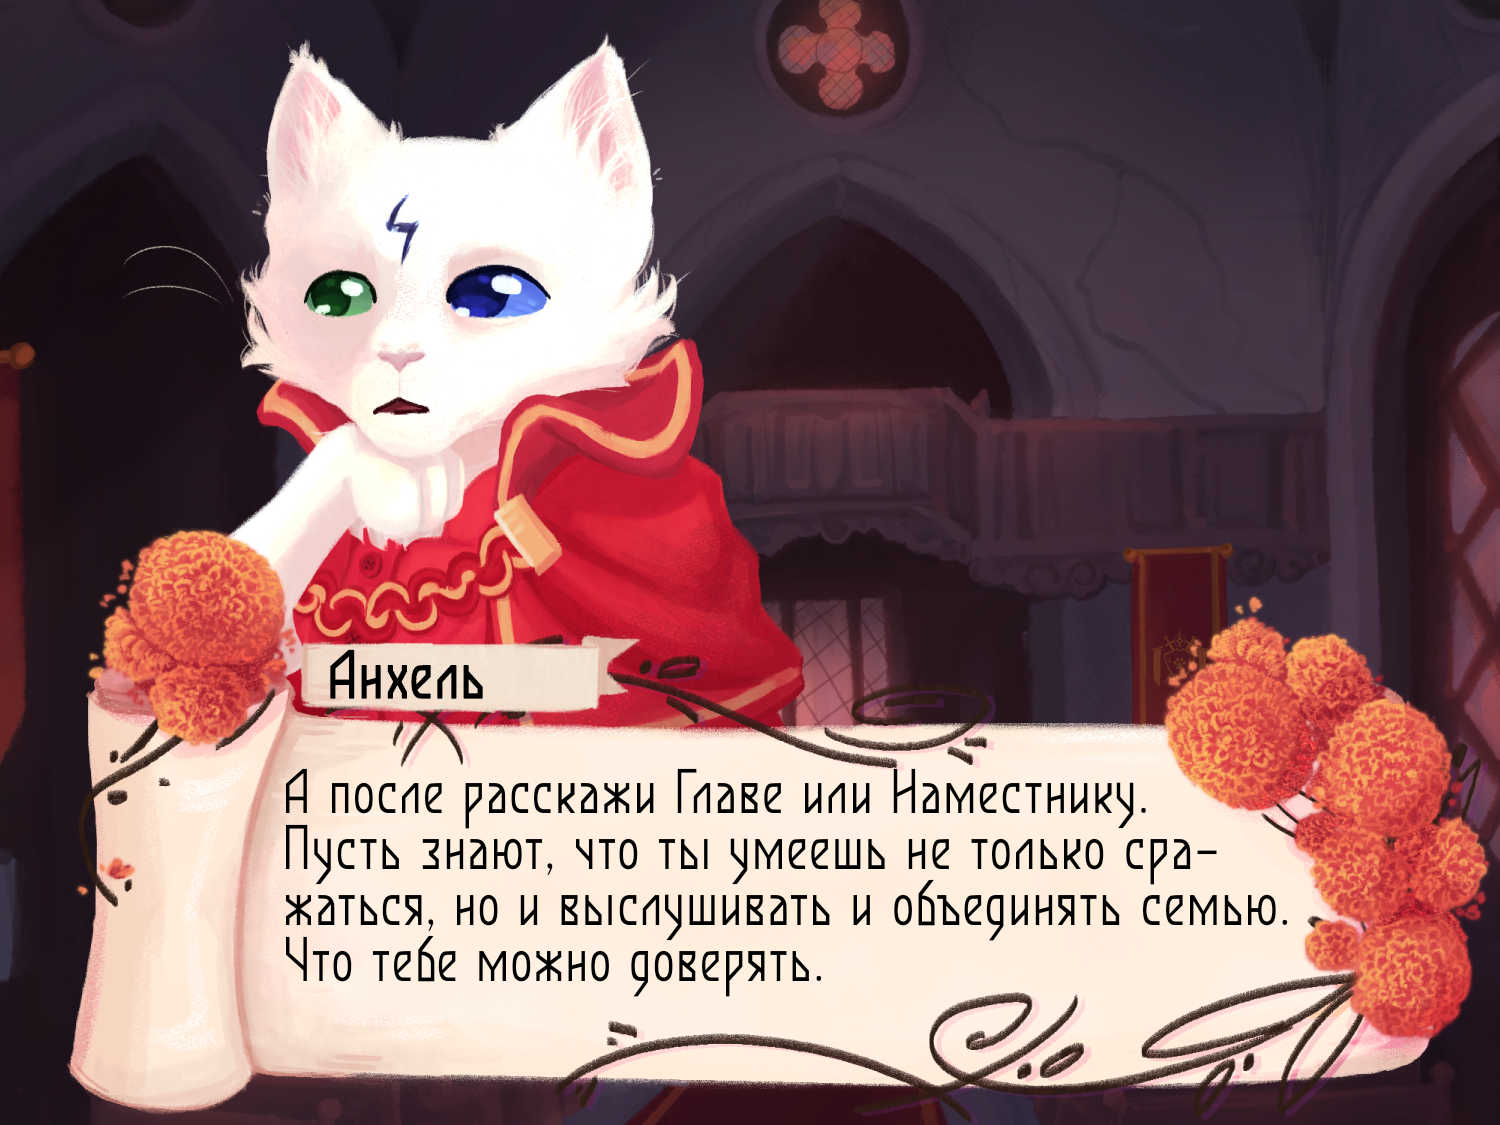 Анхель
А после расскажи Главе или Наместнику.
Пусть знают, что ты умеешь не только сра-
жаться, но и выслушивать и объединять семью.
Что тебе можно доверять.